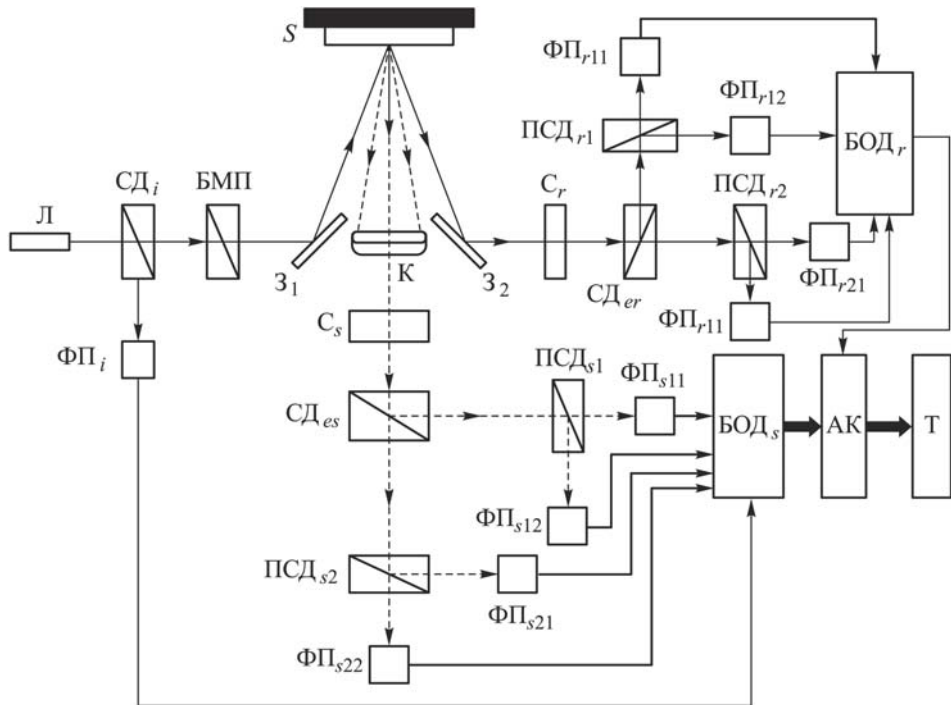 S
ФП_r11
ФП_r12
ПСД_r1
БОД_r
СД_i
БМП
С_r
ПСД_r2
Л
З_1
К
З_2
СД_er
ФП_r21
ФП_r11
С_s
ФП_i
ПСД_s1
ФП_s11
СД_es
БОД_s
АК
Т
ФП_s12
ПСД_s2
ФП_s21
ФП_s22